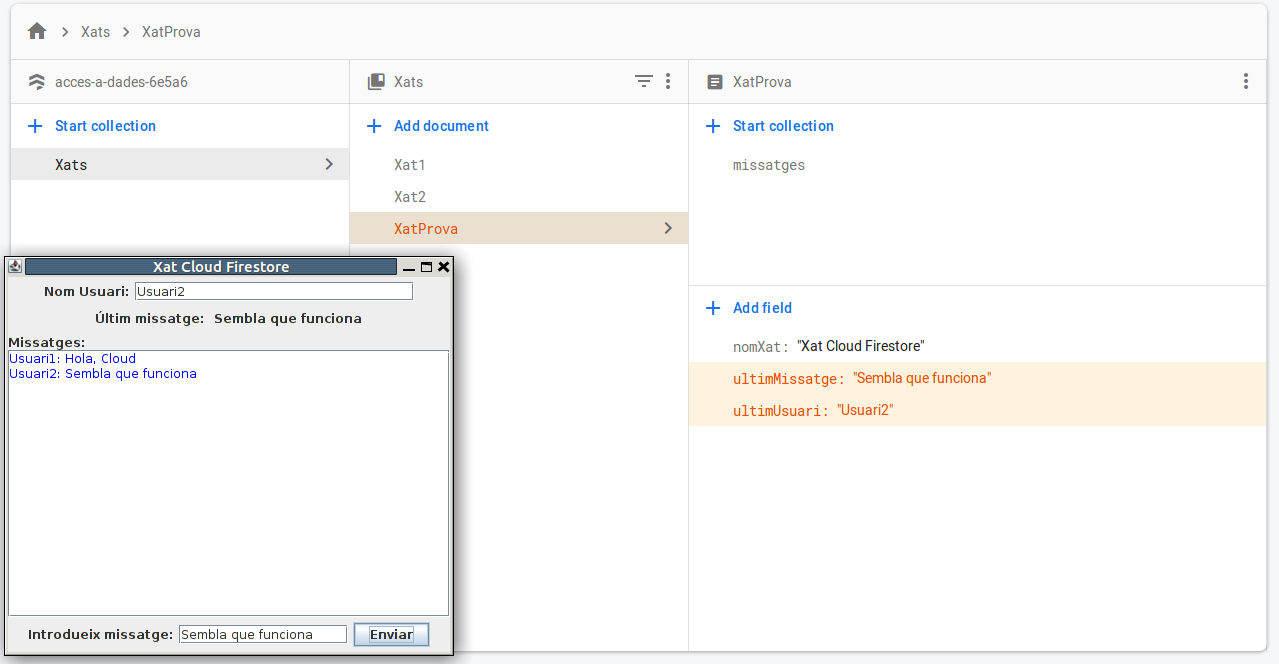 Xats
XatProva
acces-a-dades-6e5a6
Xats
XatProva
Start collection
Add document
Start collection
Xats
Xat1
missatges
Xat2
XatProva
Add field
nomXat: "Xat Cloud Firestore"
ultimMissatge: "Sembla que funciona"
ultimUsuari: "Usuari2"
Xat Cloud Firestore
Nom Usuari: Usuari2
Últim missatge: Sembla que funciona
Missatges:
Usuari1: Hola, Cloud
Usuari2: Sembla que funciona
Introdueix missatge: Sembla que funciona Enviar